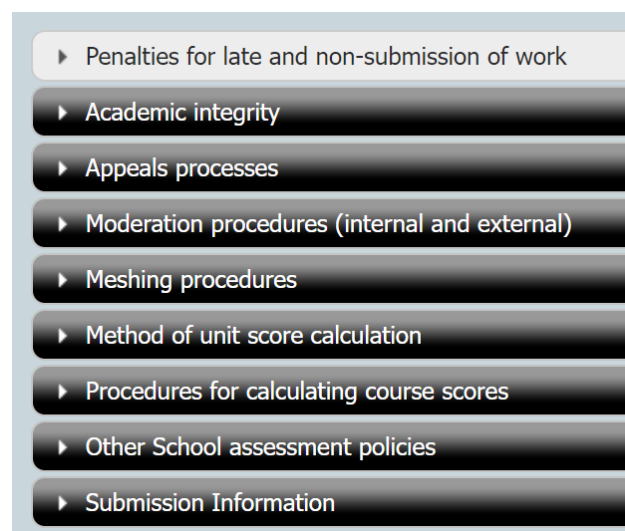 Penalties for late and non-submission of work
Academic integrity
Appeals processes
Moderation procedures (internal and external)
Meshing procedures
Method of unit score calculation
Procedures for calculating course scores
Other School assessment policies
Submission Information